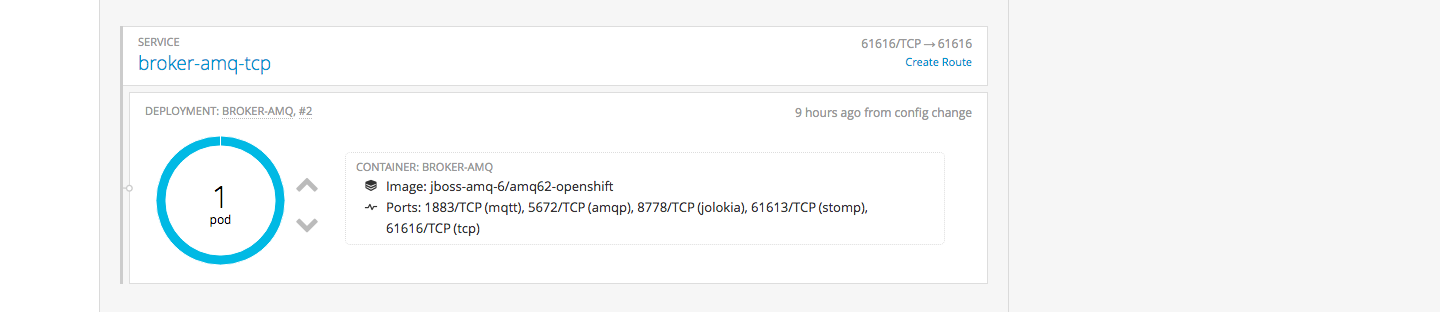 SERVICE
61616/TCP → 61616
broker-amq-tcp
Create Route
DEPLOYMENT: BROKER-AMQ, #2
9 hours ago from config change
1
pod
CONTAINER: BROKER-AMQ
Image: jboss-amq-6/amq62-openshift
Ports: 1883/TCP (mqtt), 5672/TCP (amqp), 8778/TCP (jolokia), 61613/TCP (stomp),
61616/TCP (tcp)